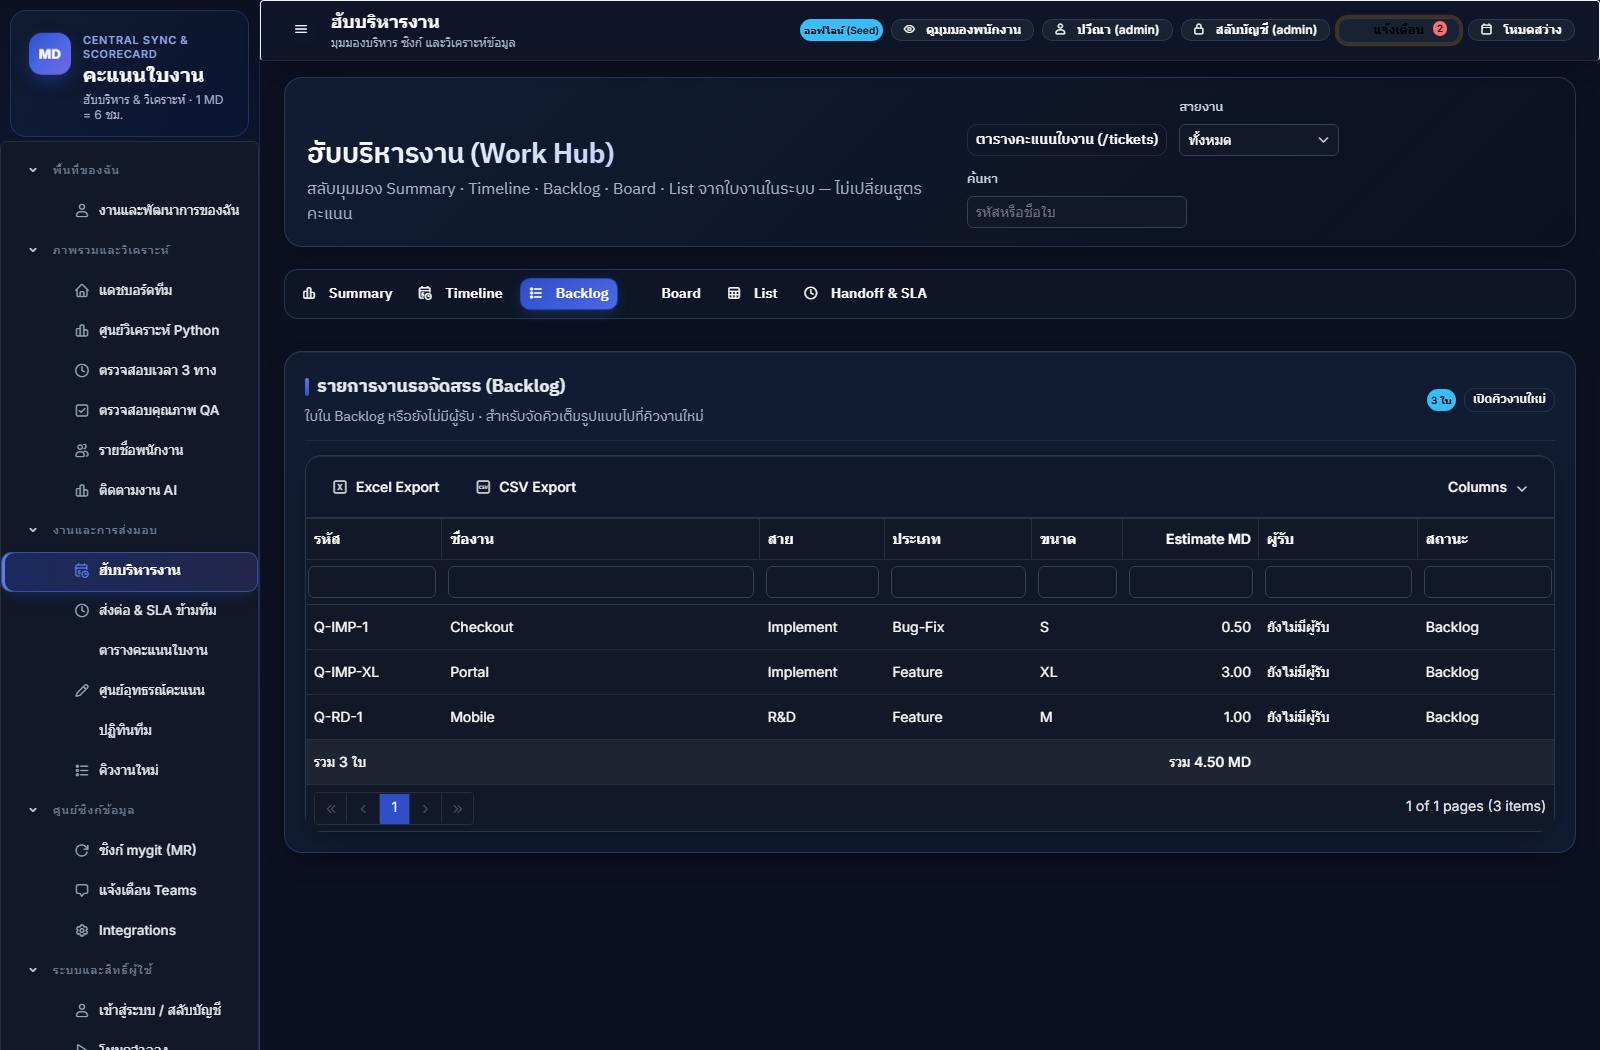 MD
CENTRAL SYNC &
SCORECARD
คะแนนใบงาน
ฮับบริหาร & วิเคราะห์ · 1 MD
= 6 ชม.
พื้นที่ของฉัน
งานและพัฒนาการของฉัน
ภาพรวมและวิเคราะห์
แดชบอร์ดทีม
ศูนย์วิเคราะห์ Python
ตรวจสอบเวลา 3 ทาง
ตรวจสอบคุณภาพ QA
รายชื่อพนักงาน
ติดตามงาน AI
งานและการส่งมอบ
ฮับบริหารงาน
ส่งต่อ & SLA ข้ามทีม
ตารางคะแนนใบงาน
ศูนย์อุทธรณ์คะแนน
ปฏิทินทีม
คิวงานใหม่
ศูนย์ซิงก์ข้อมูล
ซิงก์ mygit (MR)
แจ้งเตือน Teams
Integrations
ระบบและสิทธิ์ผู้ใช้
เข้าสู่ระบบ / สลับบัญชี
ฮับบริหารงาน
มุมมองบริหาร ซิงก์ และวิเคราะห์ข้อมูล
ออฟไลน์ (Seed)
ดูมุมมองพนักงาน
ปวีณา (admin)
สลับบัญชี (admin)
แจ้งเตือน 2
โหมดสว่าง
ฮับบริหารงาน (Work Hub)
สลับมุมมอง Summary · Timeline · Backlog · Board · List จากใบงานในระบบ — ไม่เปลี่ยนสูตร
คะแนน
ตารางคะแนนใบงาน (/tickets)
สายงาน
ทั้งหมด
ค้นหา
รหัสหรือชื่อใบ
Summary Timeline Backlog Board List Handoff & SLA
รายการงานรอจัดสรร (Backlog)
ใบใน Backlog หรือยังไม่มีผู้รับ · สำหรับจัดคิวเต็มรูปแบบไปที่คิวงานใหม่
3 ใบ
เปิดคิวงานใหม่
Excel Export CSV Export Columns
รหัส ชื่องาน สาย ประเภท ขนาด Estimate MD ผู้รับ สถานะ
Q-IMP-1 Checkout Implement Bug-Fix S 0.50 ยังไม่มีผู้รับ Backlog
Q-IMP-XL Portal Implement Feature XL 3.00 ยังไม่มีผู้รับ Backlog
Q-RD-1 Mobile R&D Feature M 1.00 ยังไม่มีผู้รับ Backlog
รวม 3 ใบ รวม 4.50 MD
« ‹ 1 › » 1 of 1 pages (3 items)